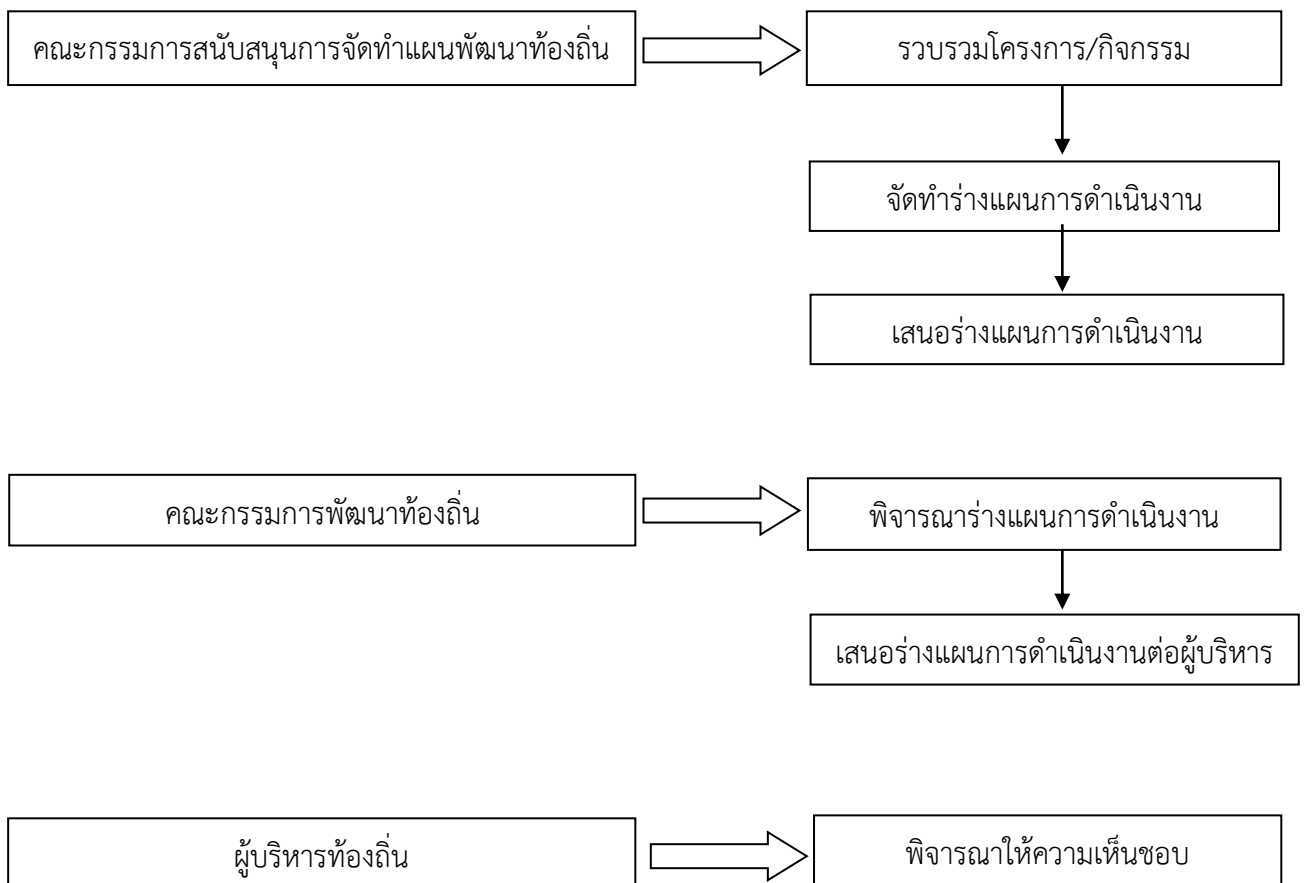 คณะกรรมการสนับสนุนการจัดทำแผนพัฒนาท้องถิ่น
รวบรวมโครงการ/กิจกรรม
จัดทำร่างแผนการดำเนินงาน
เสนอร่างแผนการดำเนินงาน
คณะกรรมการพัฒนาท้องถิ่น
พิจารณาร่างแผนการดำเนินงาน
เสนอร่างแผนการดำเนินงานต่อผู้บริหาร
ผู้บริหารท้องถิ่น
พิจารณาให้ความเห็นชอบ